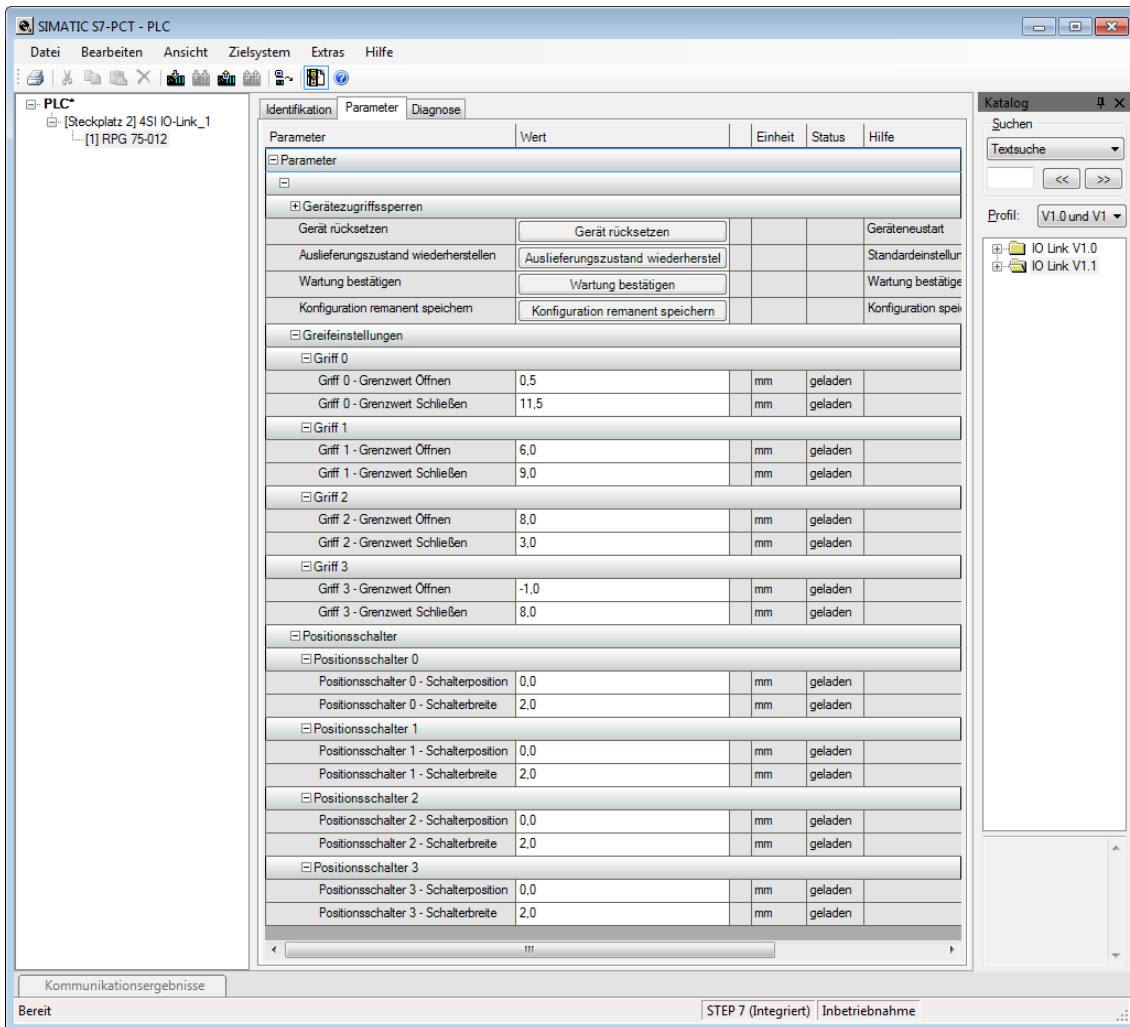 SIMATIC S7-PCT - PLC
Datei Bearbeiten Ansicht Zielsystem Extras Hilfe
PLC*
[Steckplatz 2] 4SI IO-Link_1
[1] RPG 75-012
Identifikation Parameter Diagnose
Parameter Wert Einheit Status Hilfe
Parameter
Gerätezugriffssperren
Gerät rücksetzen Gerät rücksetzen Geräteneustart
Auslieferungszustand wiederherstellen Auslieferungszustand wiederherstel Standardeinstellur
Wartung bestätigen Wartung bestätigen Wartung bestätige
Konfiguration remanent speichern Konfiguration remanent speichern Konfiguration spei
Greifeinstellungen
Griff 0
Griff 0 - Grenzwert Öffnen 0,5 mm geladen
Griff 0 - Grenzwert Schließen 11,5 mm geladen
Griff 1
Griff 1 - Grenzwert Öffnen 6,0 mm geladen
Griff 1 - Grenzwert Schließen 9,0 mm geladen
Griff 2
Griff 2 - Grenzwert Öffnen 8,0 mm geladen
Griff 2 - Grenzwert Schließen 3,0 mm geladen
Griff 3
Griff 3 - Grenzwert Öffnen -1,0 mm geladen
Griff 3 - Grenzwert Schließen 8,0 mm geladen
Positionsschalter
Positionsschalter 0
Positionsschalter 0 - Schalterposition 0,0 mm geladen
Positionsschalter 0 - Schalterbreite 2,0 mm geladen
Positionsschalter 1
Positionsschalter 1 - Schalterposition 0,0 mm geladen
Positionsschalter 1 - Schalterbreite 2,0 mm geladen
Positionsschalter 2
Positionsschalter 2 - Schalterposition 0,0 mm geladen
Positionsschalter 2 - Schalterbreite 2,0 mm geladen
Positionsschalter 3
Positionsschalter 3 - Schalterposition 0,0 mm geladen
Positionsschalter 3 - Schalterbreite 2,0 mm geladen
Katalog
Suchen
Textsuche
<< >>
Profil: V1.0 und V1
IO Link V1.0
IO Link V1.1
Kommunikationsergebnisse
Bereit STEP 7 (Integriert) Inbetriebnahme